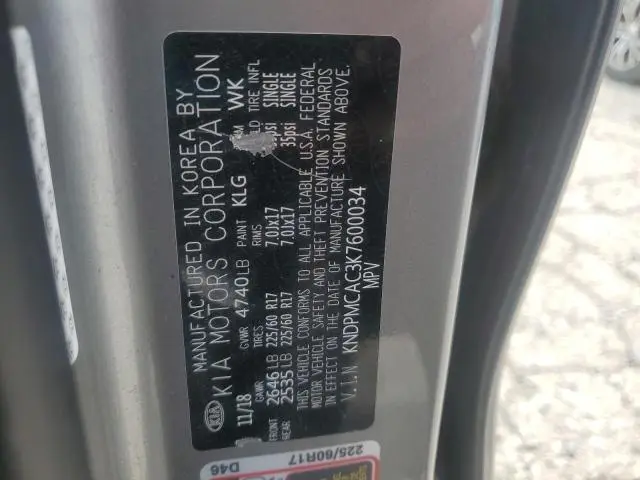 MANUFACTURED IN KOREA BY
KIA KIA MOTORS CORPORATION
11/18 GVWR 4740LB PAINT KLG WK
GAWR TIRES RIMS TIRE INFL
FRONT 2646LB 225/60 R17 7.0Jx17 psi SINGLE
REAR 2535LB 225/60 R17 7.0Jx17 35psi SINGLE
THIS VEHICLE CONFORMS TO ALL APPLICABLE U.S.A. FEDERAL
MOTOR VEHICLE SAFETY AND THEFT PREVENTION STANDARDS
IN EFFECT ON THE DATE OF MANUFACTURE SHOWN ABOVE.
V.I.N KNDPMCAC3K7600034
MPV
225/60R17
D46